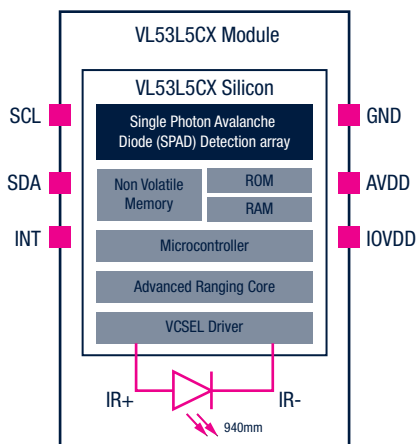 VL53L5CX Module
VL53L5CX Silicon
SCL
Single Photon Avalanche
Diode (SPAD) Detection array
GND
SDA
Non Volatile
Memory
ROM
RAM
AVDD
INT
Microcontroller
IOVDD
Advanced Ranging Core
VCSEL Driver
IR+
IR-
940mm